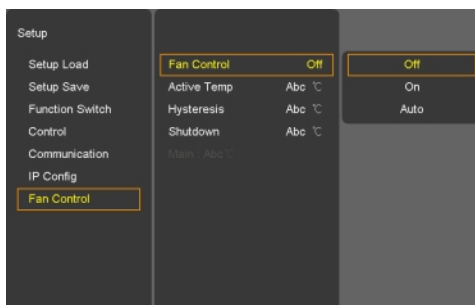 Setup
Setup Load
Setup Save
Function Switch
Control
Communication
IP Config
Fan Control
Fan Control Off
Active Temp Abc ℃
Hysteresis Abc ℃
Shutdown Abc ℃
Main : Abc ℃
Off
On
Auto